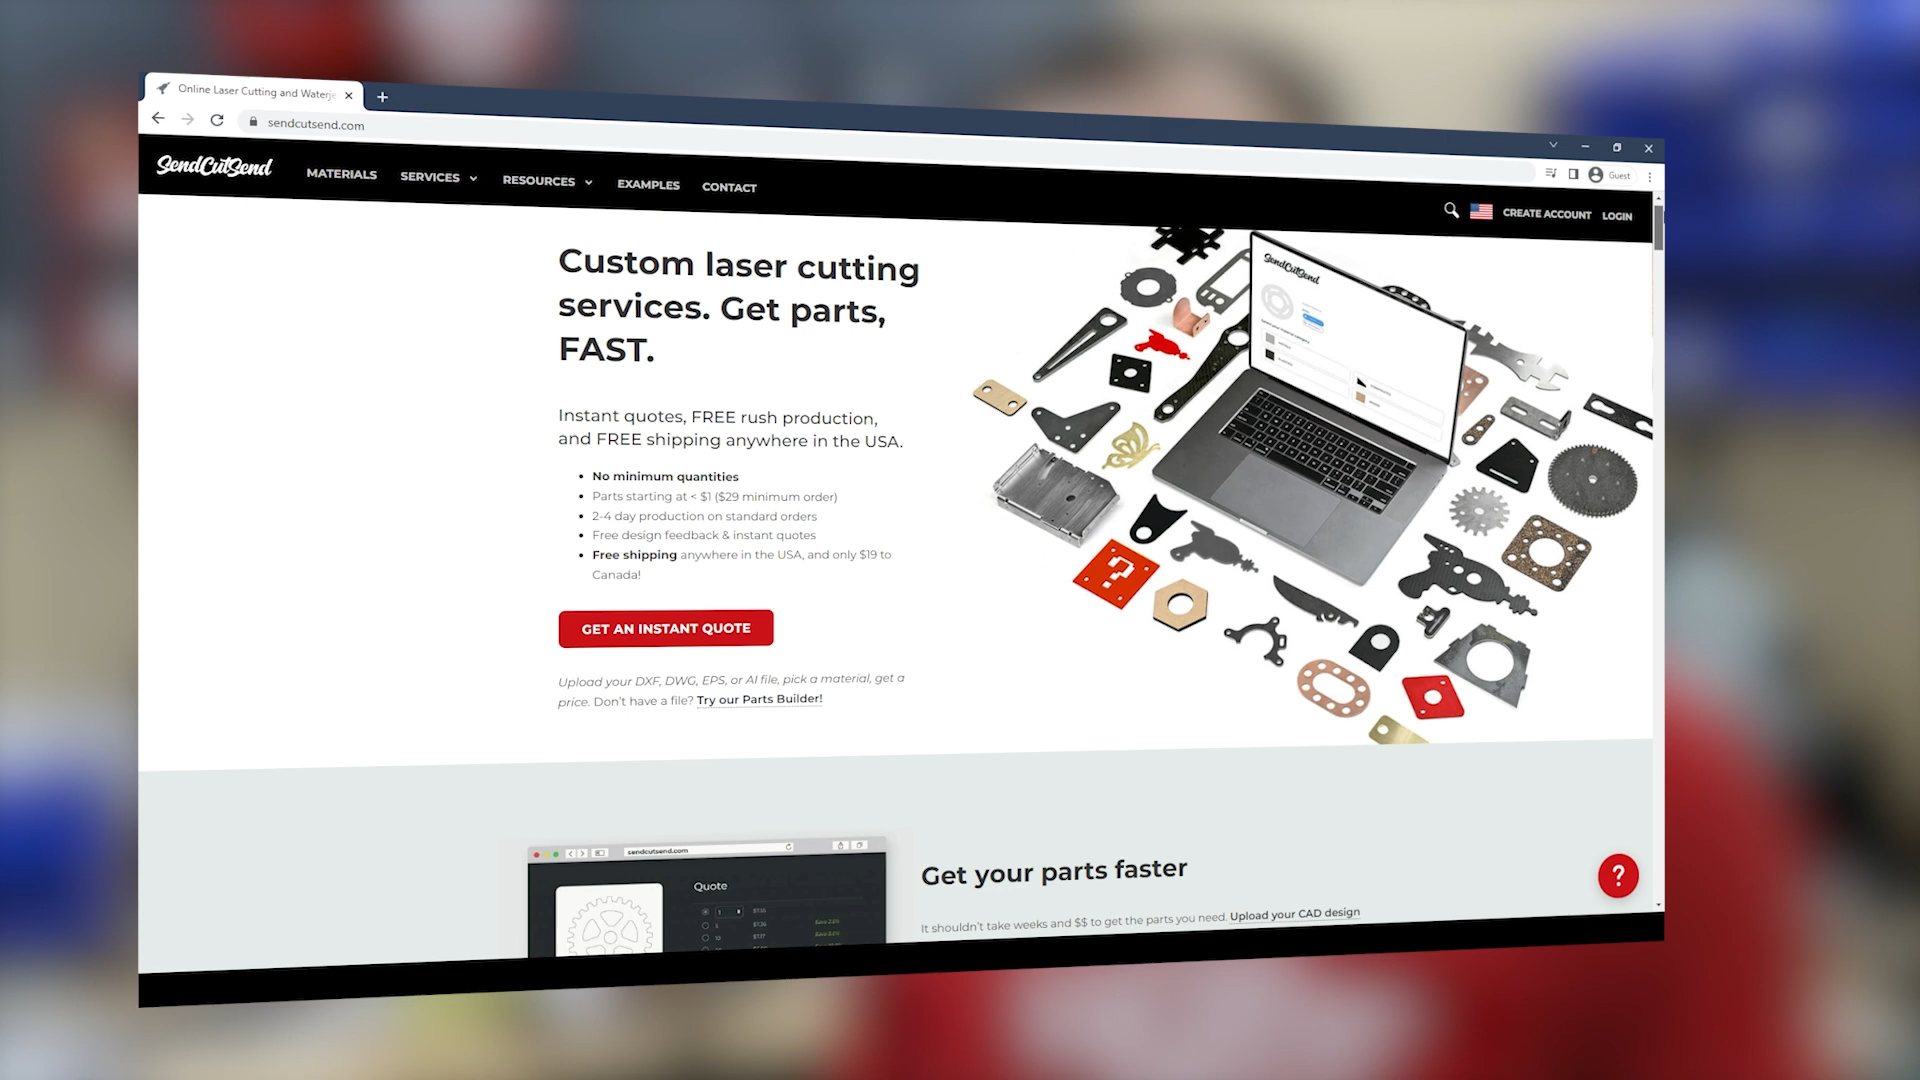 Online Laser Cutting and Waterje
sendcutsend.com
Guest
SendCutSend
MATERIALS
SERVICES
RESOURCES
EXAMPLES
CONTACT
CREATE ACCOUNT
LOGIN
Custom laser cutting
services. Get parts,
FAST.
Instant quotes, FREE rush production,
and FREE shipping anywhere in the USA.
No minimum quantities
Parts starting at < $1 ($29 minimum order)
2-4 day production on standard orders
Free design feedback & instant quotes
Free shipping anywhere in the USA, and only $19 to
Canada!
GET AN INSTANT QUOTE
Upload your DXF, DWG, EPS, or AI file, pick a material, get a
price. Don't have a file? Try our Parts Builder!
SendCutSend
?
sendcutsend.com
Quote
Get your parts faster
It shouldn't take weeks and $$ to get the parts you need. Upload your CAD design
?